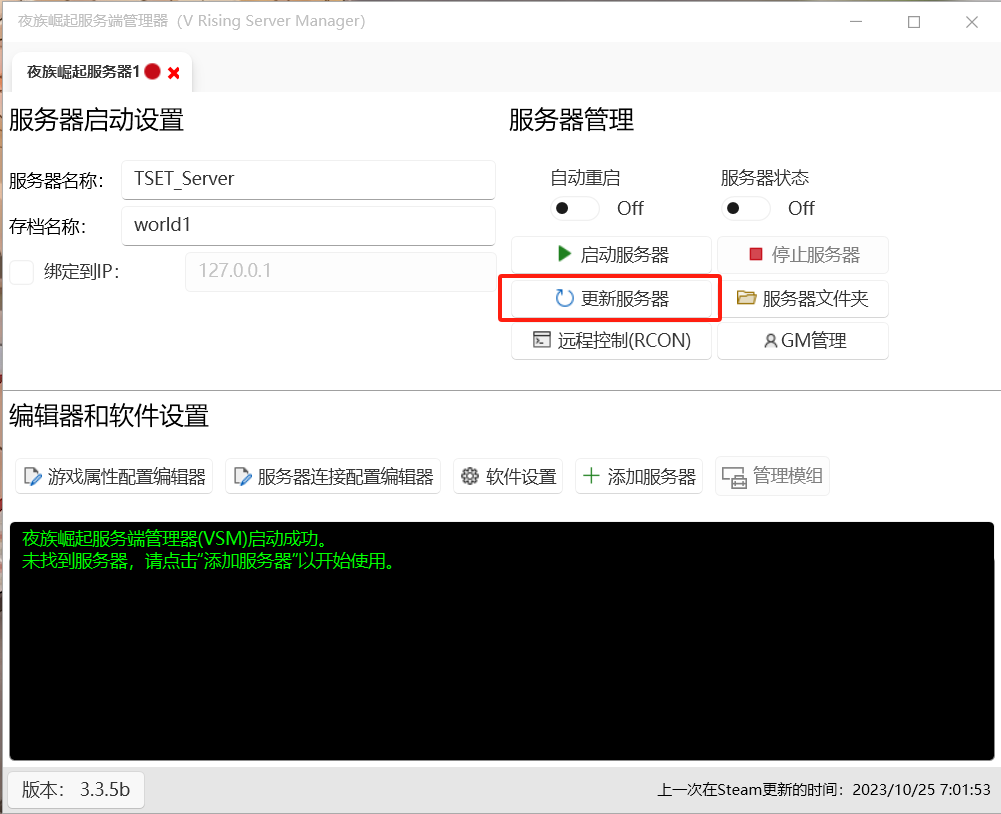 夜族崛起服务端管理器（V Rising Server Manager）
夜族崛起服务器1
服务器启动设置
服务器名称： TSET_Server
存档名称： world1
绑定到IP： 127.0.0.1
服务器管理
自动重启 服务器状态
Off Off
启动服务器 停止服务器
更新服务器 服务器文件夹
远程控制(RCON) GM管理
编辑器和软件设置
游戏属性配置编辑器 服务器连接配置编辑器 软件设置 添加服务器 管理模组
夜族崛起服务端管理器(VSM)启动成功。
未找到服务器，请点击“添加服务器”以开始使用。
版本： 3.3.5b 上一次在Steam更新的时间：2023/10/25 7:01:53